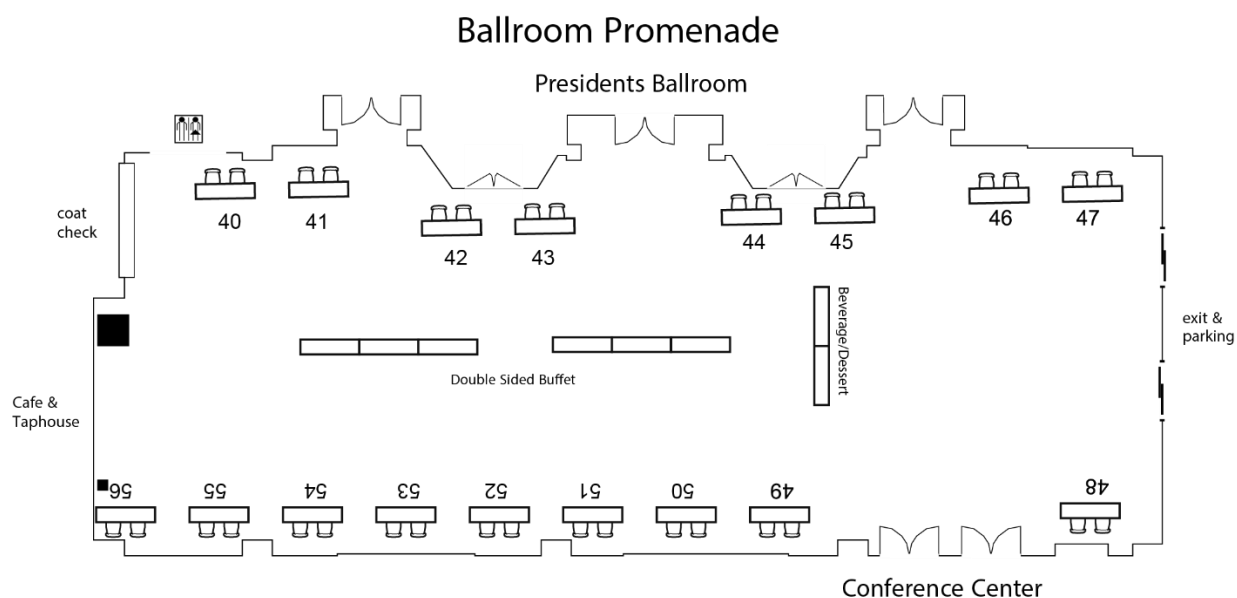 Ballroom Promenade
Presidents Ballroom
coat
check
40
41
42
43
44
45
46
47
Beverage/Dessert
exit &
parking
Double Sided Buffet
Cafe &
Taphouse
56
55
54
53
52
51
50
49
48
Conference Center